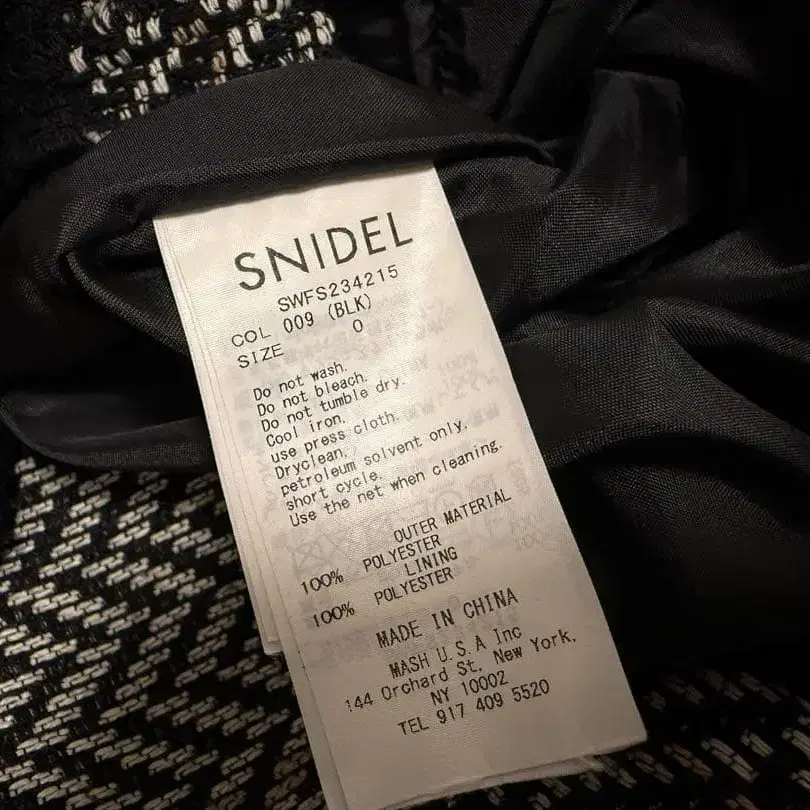 SNIDEL
SWFS234215
COL 009 (BLK)
SIZE 0
Do not wash.
Do not bleach.
Do not tumble dry.
Cool iron.
use press cloth.
Dryclean.
petroleum solvent only.
short cycle.
Use the net when cleaning.
OUTER MATERIAL
100% POLYESTER
LINING
100% POLYESTER
MADE IN CHINA
MASH U.S.A Inc
144 Orchard St. New York.
NY 10002
TEL 917 409 5520